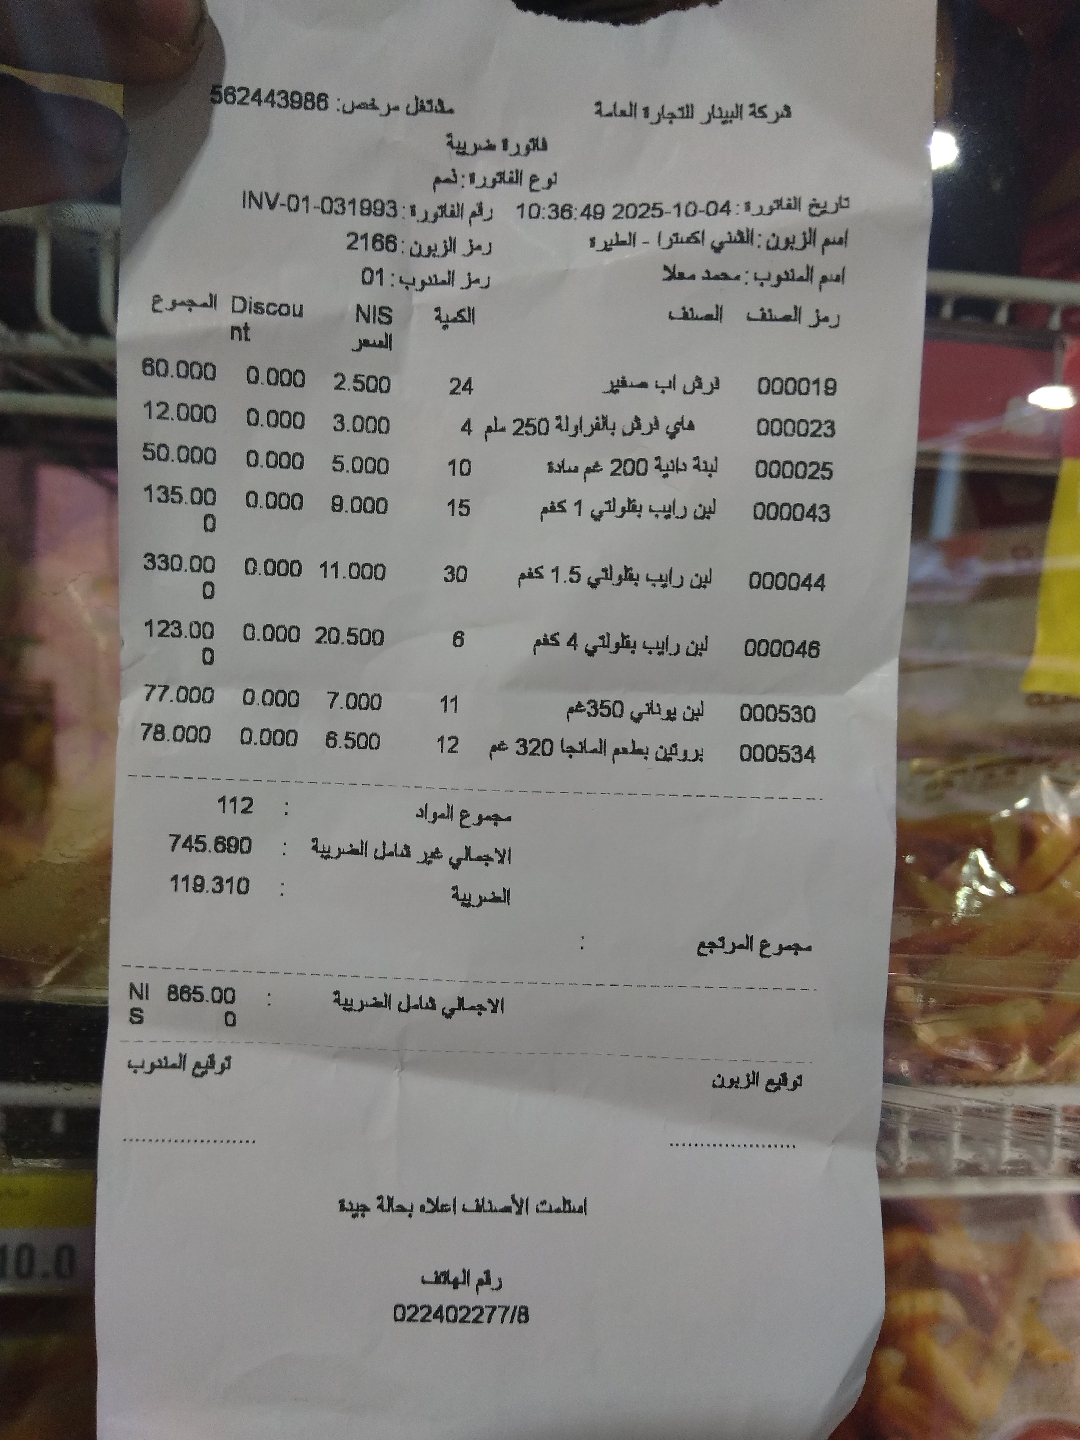 شركة البينار للتجارة العامة مشتغل مرخص: 562443986
فاتورة ضريبة
نوع الفاتورة: ذمم
تاريخ الفاتورة: 2025-10-04 10:36:49 رقم الفاتورة: INV-01-031993
اسم الزبون: الشني اكسترا - الطيرة رمز الزبون: 2166
اسم المندوب: محمد معلا رمز المندوب: 01
رمز الصنف الصنف الكمية NIS السعر Discount المجموع
000019 فرش اب صغير 24 2.500 0.000 60.000
000023 هاي فرش بالفراولة 250 ملم 4 3.000 0.000 12.000
000025 لبنة دانية 200 غم سادة 10 5.000 0.000 50.000
000043 لبن رايب بقلولتي 1 كغم 15 9.000 0.000 135.000
000044 لبن رايب بقلولتي 1.5 كغم 30 11.000 0.000 330.000
000046 لبن رايب بقلولتي 4 كغم 6 20.500 0.000 123.000
000530 لبن يوناني 350غم 11 7.000 0.000 77.000
000534 بروتين بطعم المانجا 320 غم 12 6.500 0.000 78.000
مجموع المواد : 112
الاجمالي غير شامل الضريبة : 745.690
الضريبة : 119.310
مجموع المرتجع :
الاجمالي شامل الضريبة : 865.000 NIS
توقيع الزبون توقيع المندوب
استلمت الأصناف اعلاه بحالة جيدة
رقم الهاتف
022402277/8
10.0